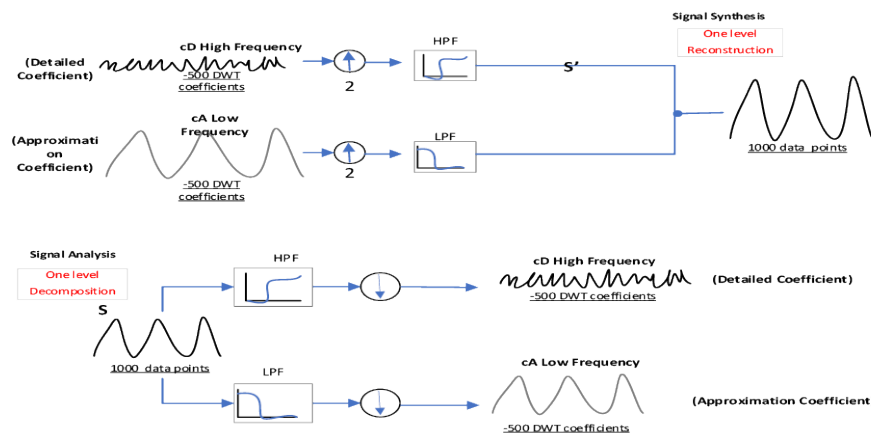 Signal Synthesis
One level
Reconstruction
HPF
cD High Frequency
(Detailed
Coefficient)
-500 DWT
coefficients
2
S'
cA Low
Frequency
LPF
(Approximati
on
Coefficient)
-500 DWT
coefficients
2
1000 data points
Signal Analysis
One level
Decomposition
HPF
cD High Frequency
(Detailed Coefficient)
-500 DWT coefficients
S
1000 data points
LPF
cA Low Frequency
(Approximation Coefficient
-500 DWT coefficients